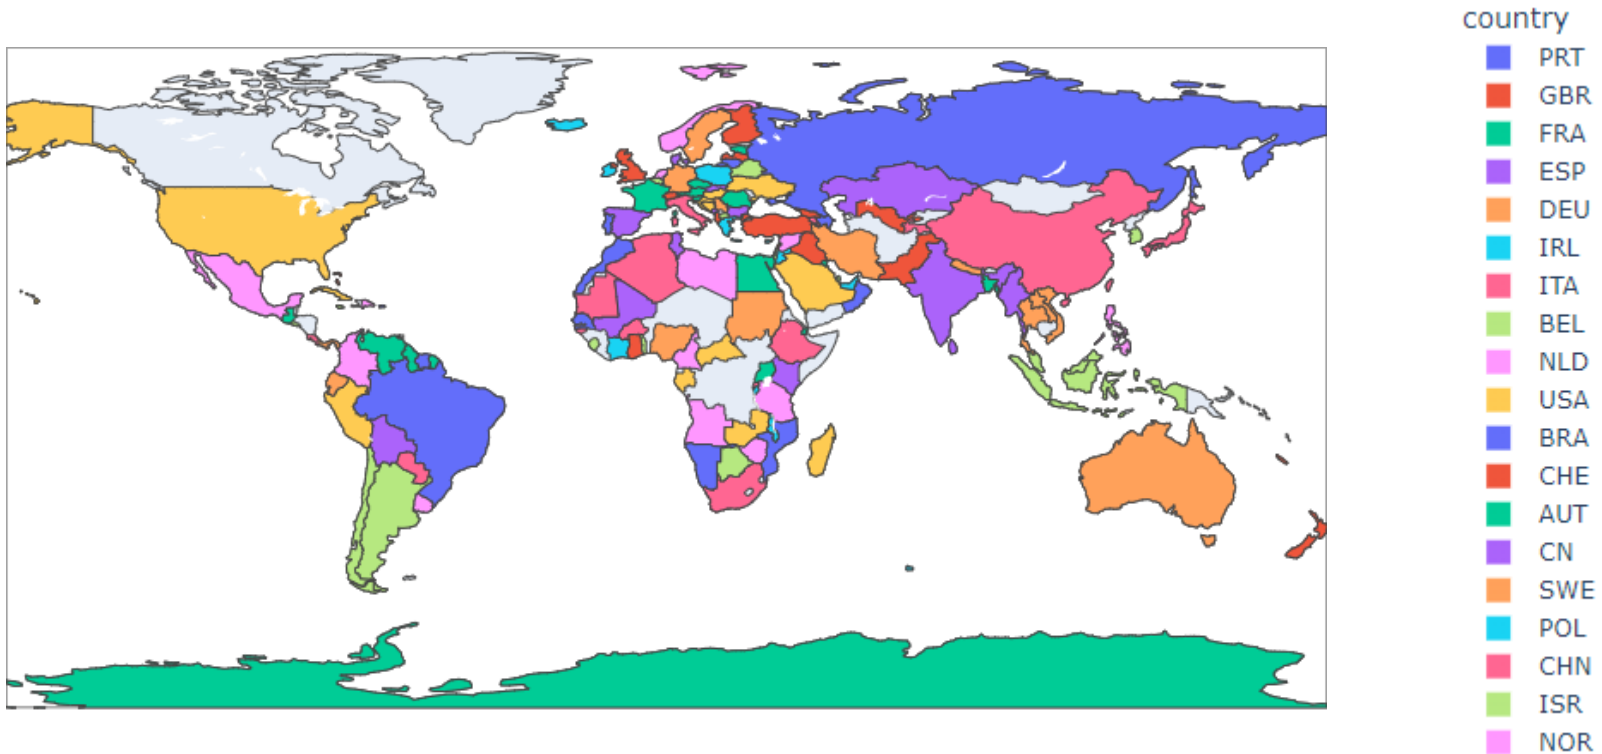 country
PRT
GBR
FRA
ESP
DEU
IRL
ITA
BEL
NLD
USA
BRA
CHE
AUT
CN
SWE
POL
CHN
ISR
NOR